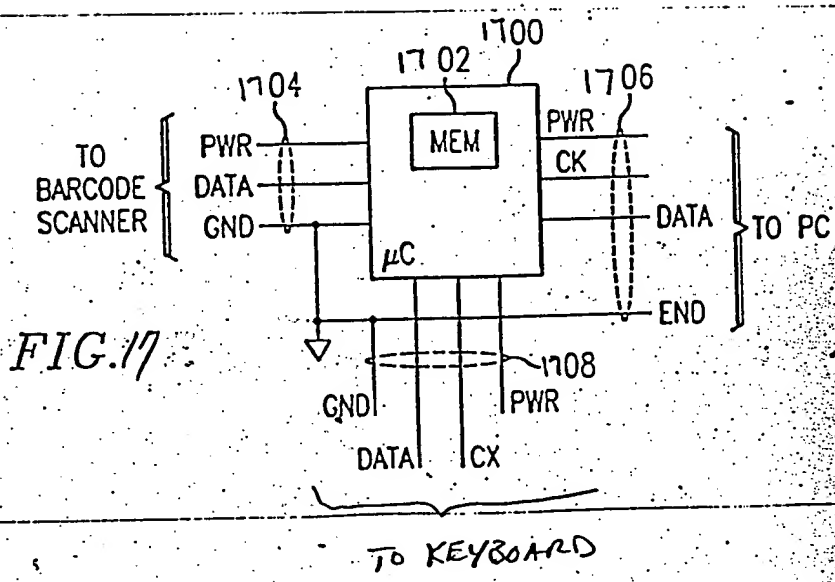 1700
1702
1704
1706
MEM
PWR
CK
DATA
END
TO PC
TO
BARCODE
SCANNER
PWR
DATA
GND
µC
FIG.17
1708
GND
PWR
DATA
CX
TO KEYBOARD